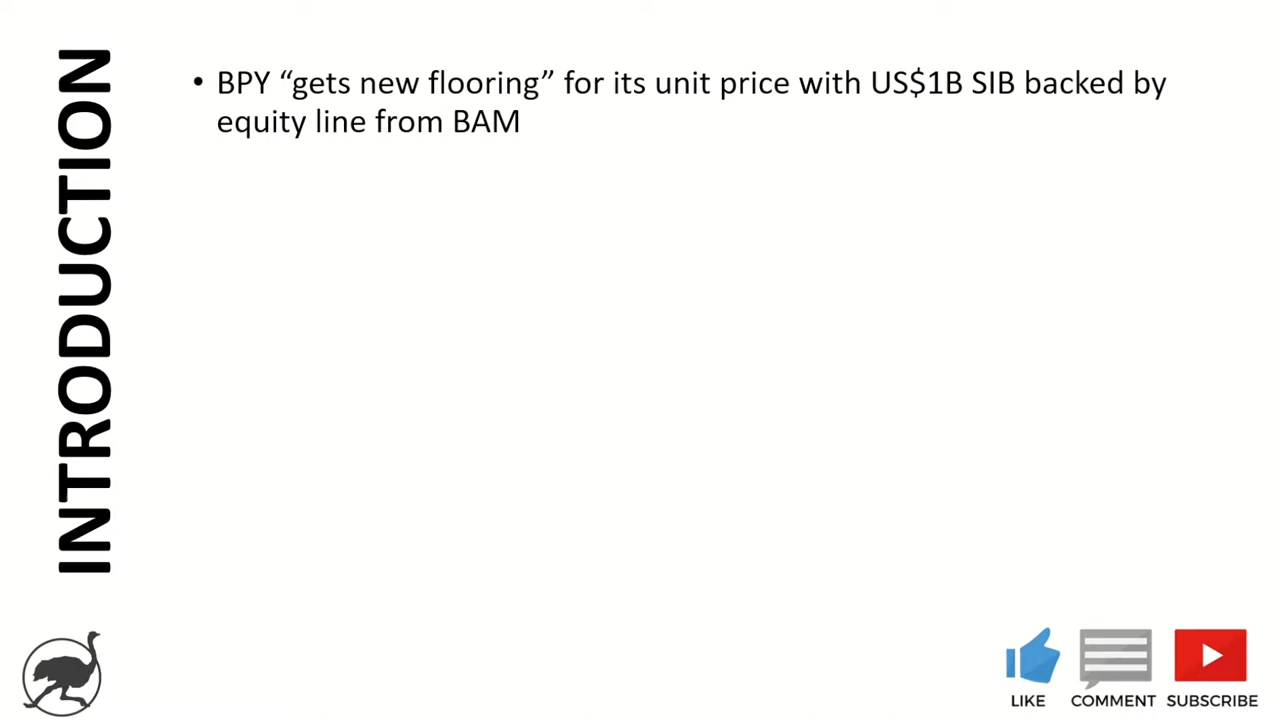 INTRODUCTION
• BPY “gets new flooring” for its unit price with US$1B SIB backed by
equity line from BAM
LIKE
COMMENT
SUBSCRIBE